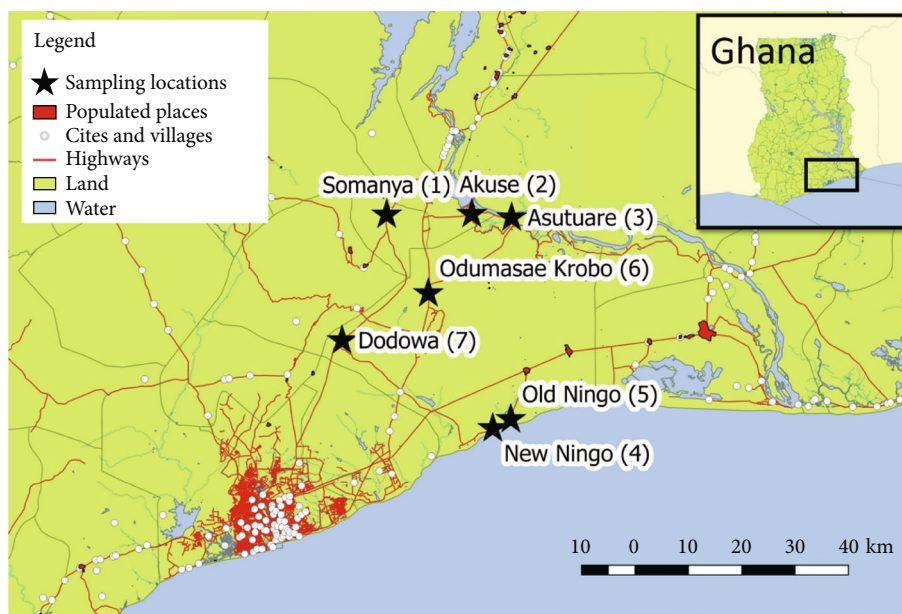 Legend
Sampling locations
Populated places
Cites and villages
Highways
Land
Water
Ghana
Somanya (1)
Akuse (2)
Asutuare (3)
Odumasae Krobo (6)
Dodowa (7)
Old Ningo (5)
New Ningo (4)
10 0 10 20 30 40 km